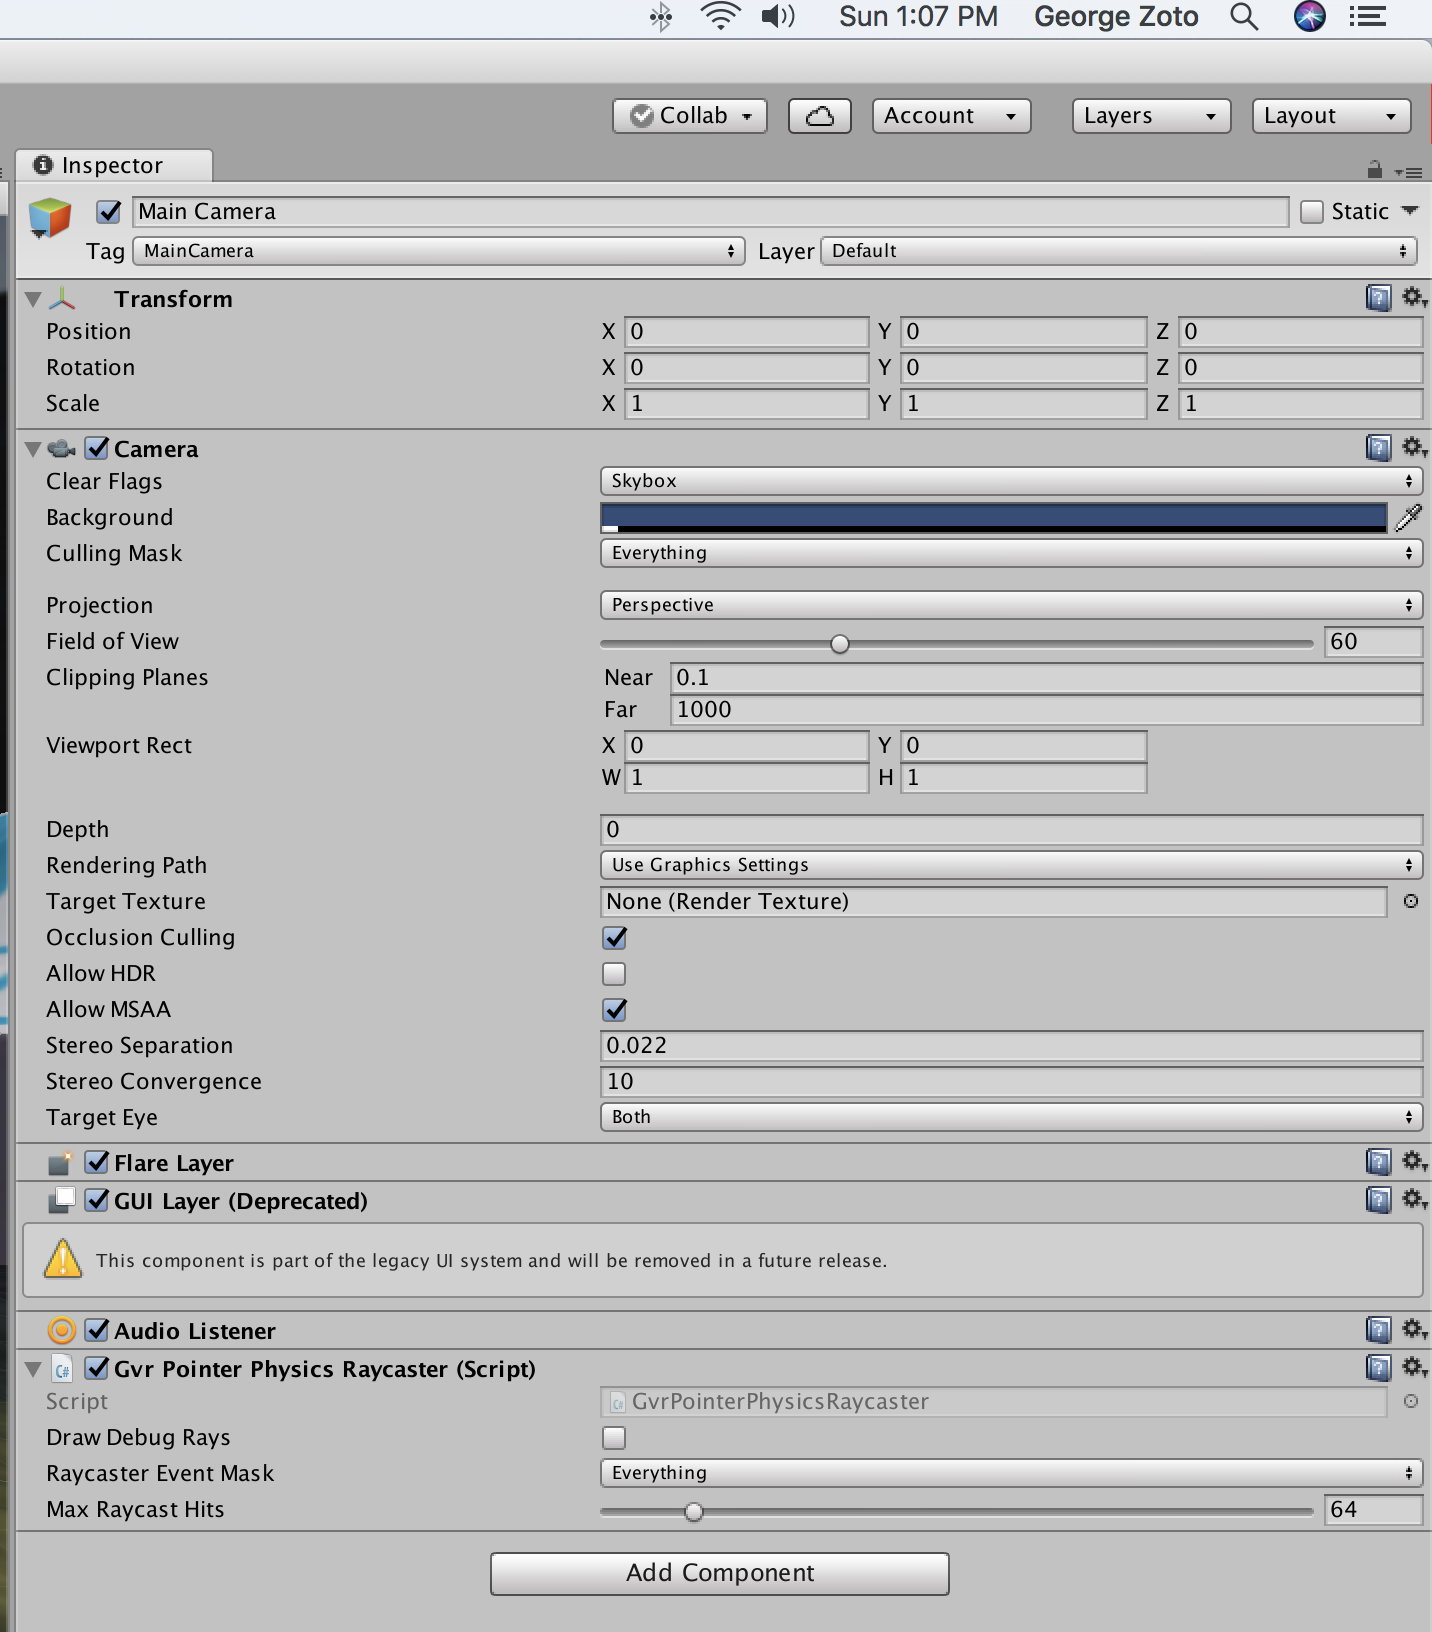 Sun 1:07 PM George Zoto
Collab Account Layers Layout
Inspector
Main Camera Static
Tag MainCamera Layer Default
Transform
Position X 0 Y 0 Z 0
Rotation X 0 Y 0 Z 0
Scale X 1 Y 1 Z 1
Camera
Clear Flags Skybox
Background
Culling Mask Everything
Projection Perspective
Field of View 60
Clipping Planes Near 0.1
Far 1000
Viewport Rect X 0 Y 0
W 1 H 1
Depth 0
Rendering Path Use Graphics Settings
Target Texture None (Render Texture)
Occlusion Culling
Allow HDR
Allow MSAA
Stereo Separation 0.022
Stereo Convergence 10
Target Eye Both
Flare Layer
GUI Layer (Deprecated)
This component is part of the legacy UI system and will be removed in a future release.
Audio Listener
C# Gvr Pointer Physics Raycaster (Script)
Script GvrPointerPhysicsRaycaster
Draw Debug Rays
Raycaster Event Mask Everything
Max Raycast Hits 64
Add Component